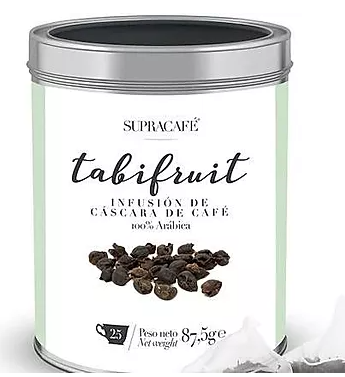 SUPRACAFÉ
tabifruit
INFUSIÓN DE
CÁSCARA DE CAFÉ
100% Arábica
25
Peso neto
Net weight
87,5g e